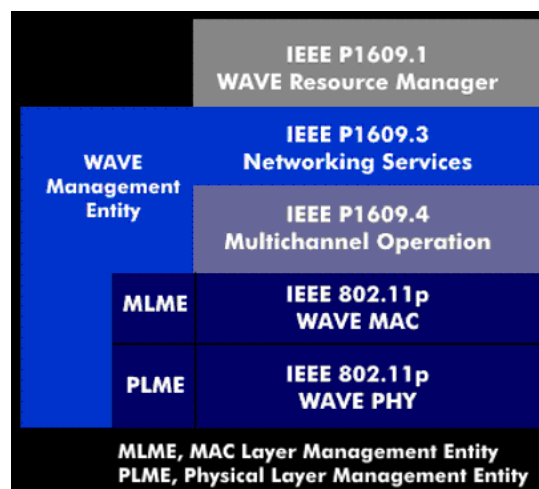 IEEE P1609.1
WAVE Resource Manager
IEEE P1609.3
Networking Services
WAVE
Management
Entity
IEEE P1609.4
Multichannel Operation
MLME
IEEE 802.11p
WAVE MAC
PLME
IEEE 802.11p
WAVE PHY
MLME, MAC Layer Management Entity
PLME, Physical Layer Management Entity